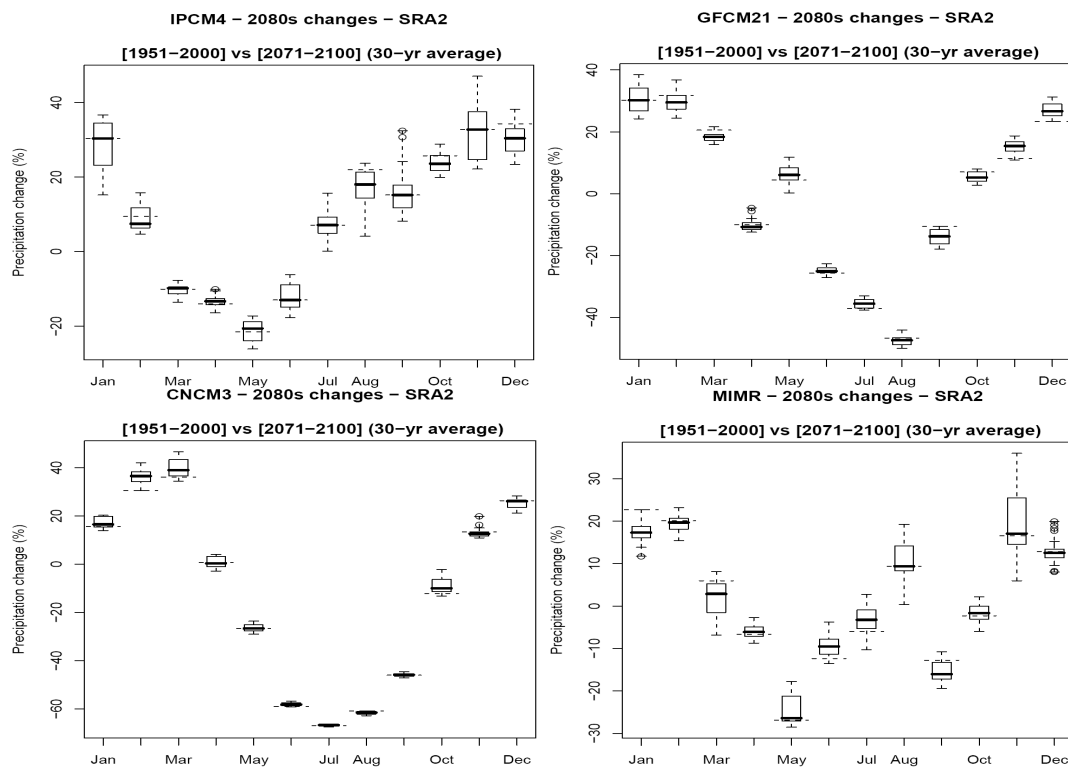 IPCM4 − 2080s changes − SRA2
[1951−2000] vs [2071−2100] (30−yr average)
Precipitation change (%)
40
20
0
−20
Jan Mar May Jul Aug Oct Dec
GFCM21 − 2080s changes − SRA2
[1951−2000] vs [2071−2100] (30−yr average)
Precipitation change (%)
40
20
0
−20
−40
Jan Mar May Jul Aug Oct Dec
CNCM3 − 2080s changes − SRA2
[1951−2000] vs [2071−2100] (30−yr average)
Precipitation change (%)
40
20
0
−20
−40
−60
Jan Mar May Jul Aug Oct Dec
MIMR − 2080s changes − SRA2
[1951−2000] vs [2071−2100] (30−yr average)
Precipitation change (%)
30
20
10
0
−10
−20
−30
Jan Mar May Jul Aug Oct Dec